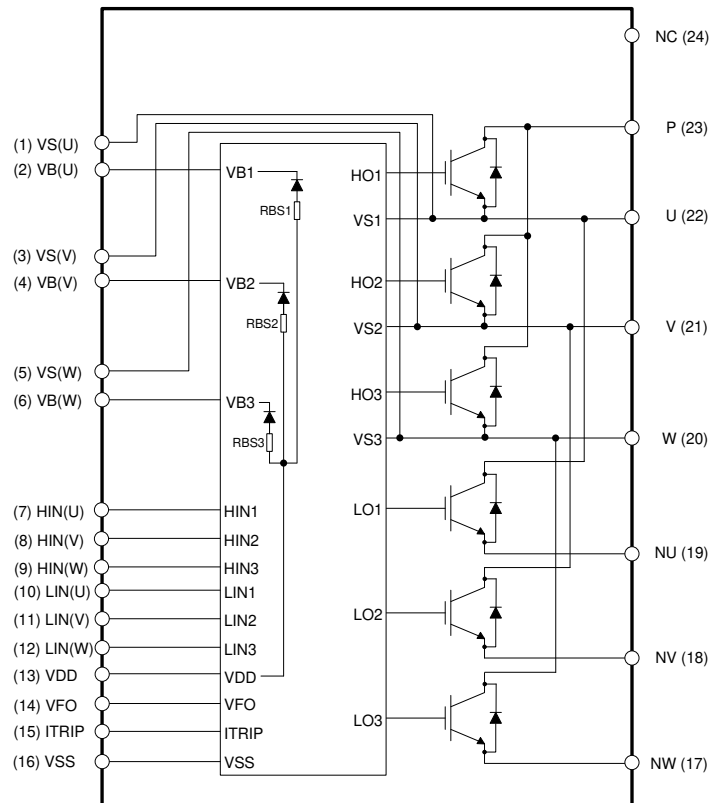 NC (24)
P (23)
(1) VS(U)
(2) VB(U)
VB1
HO1
RBS1
VS1
U (22)
(3) VS(V)
(4) VB(V)
VB2
HO2
RBS2
VS2
V (21)
(5) VS(W)
(6) VB(W)
VB3
HO3
RBS3
VS3
W (20)
(7) HIN(U)
HIN1
LO1
(8) HIN(V)
HIN2
(9) HIN(W)
HIN3
NU (19)
(10) LIN(U)
LIN1
(11) LIN(V)
LIN2
LO2
(12) LIN(W)
LIN3
NV (18)
(13) VDD
VDD
(14) VFO
VFO
LO3
(15) ITRIP
ITRIP
(16) VSS
VSS
NW (17)